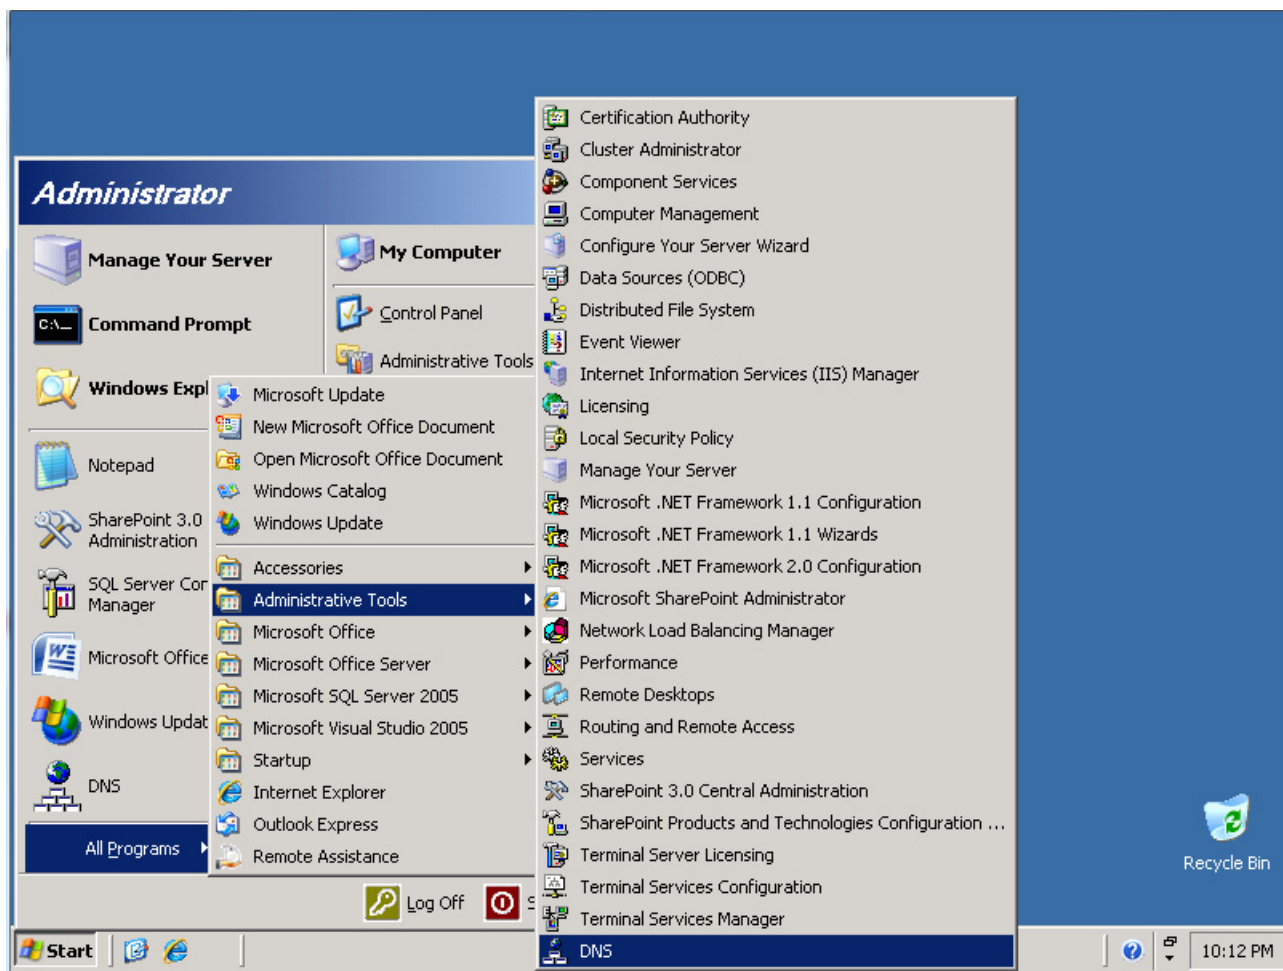 Administrator
Manage Your Server
Command Prompt
Windows Expl
Notepad
SharePoint 3.0
Administration
SQL Server Cor
Manager
Microsoft Office
Windows Updat
DNS
All Programs
My Computer
Control Panel
Administrative Tools
Microsoft Update
New Microsoft Office Document
Open Microsoft Office Document
Windows Catalog
Windows Update
Accessories
Administrative Tools
Microsoft Office
Microsoft Office Server
Microsoft SQL Server 2005
Microsoft Visual Studio 2005
Startup
Internet Explorer
Outlook Express
Remote Assistance
Certification Authority
Cluster Administrator
Component Services
Computer Management
Configure Your Server Wizard
Data Sources (ODBC)
Distributed File System
Event Viewer
Internet Information Services (IIS) Manager
Licensing
Local Security Policy
Manage Your Server
Microsoft .NET Framework 1.1 Configuration
Microsoft .NET Framework 1.1 Wizards
Microsoft .NET Framework 2.0 Configuration
Microsoft SharePoint Administrator
Network Load Balancing Manager
Performance
Remote Desktops
Routing and Remote Access
Services
SharePoint 3.0 Central Administration
SharePoint Products and Technologies Configuration ...
Terminal Server Licensing
Terminal Services Configuration
Terminal Services Manager
DNS
Log Off
Recycle Bin
Start
10:12 PM